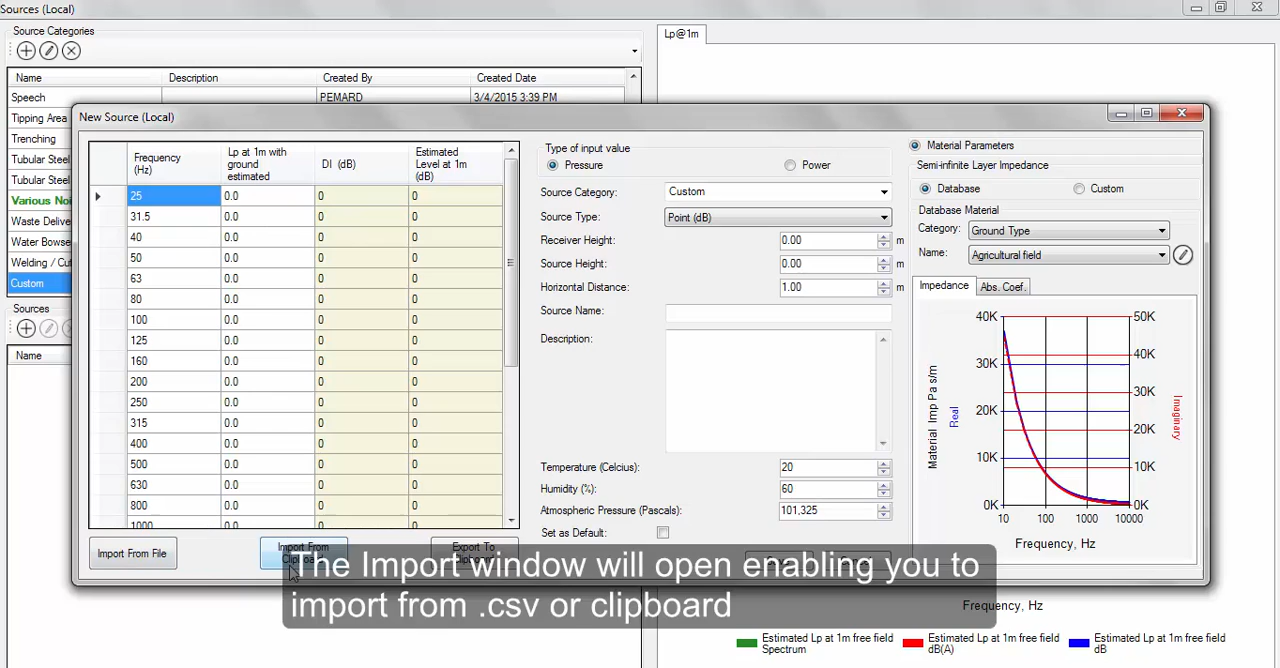 Sources (Local)
Source Categories
Name Description Created By Created Date
Speech PEMARD 3/4/2015 3:39 PM
Tipping Area
Trenching
Tubular Steel
Tubular Steel
Various Noi
Waste Delive
Water Bowse
Welding / Cut
Custom
Sources
Name
Lp@1m
New Source (Local)
Frequency (Hz) Lp at 1m with ground estimated DI (dB) Estimated Level at 1m (dB)
25 0.0 0 0
31.5 0.0 0 0
40 0.0 0 0
50 0.0 0 0
63 0.0 0 0
80 0.0 0 0
100 0.0 0 0
125 0.0 0 0
160 0.0 0 0
200 0.0 0 0
250 0.0 0 0
315 0.0 0 0
400 0.0 0 0
500 0.0 0 0
630 0.0 0 0
800 0.0 0 0
1000 0.0 0 0
Import From File
Import From
Export To
Type of input value
Pressure Power
Source Category: Custom
Source Type: Point (dB)
Receiver Height: 0.00 m
Source Height: 0.00 m
Horizontal Distance: 1.00 m
Source Name:
Description:
Temperature (Celcius): 20
Humidity (%): 60
Atmospheric Pressure (Pascals): 101,325
Set as Default:
Material Parameters
Semi-infinite Layer Impedance
Database Custom
Database Material
Category: Ground Type
Name: Agricultural field
Impedance Abs. Coef.
Material Imp Pa s/m
Real
Imaginary
40K 50K
40K
30K
30K
20K
20K
10K
10K
0K 0K
10 100 1000 10000
Frequency, Hz
The Import window will open enabling you to
import from .csv or clipboard
Frequency, Hz
Estimated Lp at 1m free field Spectrum
Estimated Lp at 1m free field dB(A)
Estimated Lp at 1m free field dB